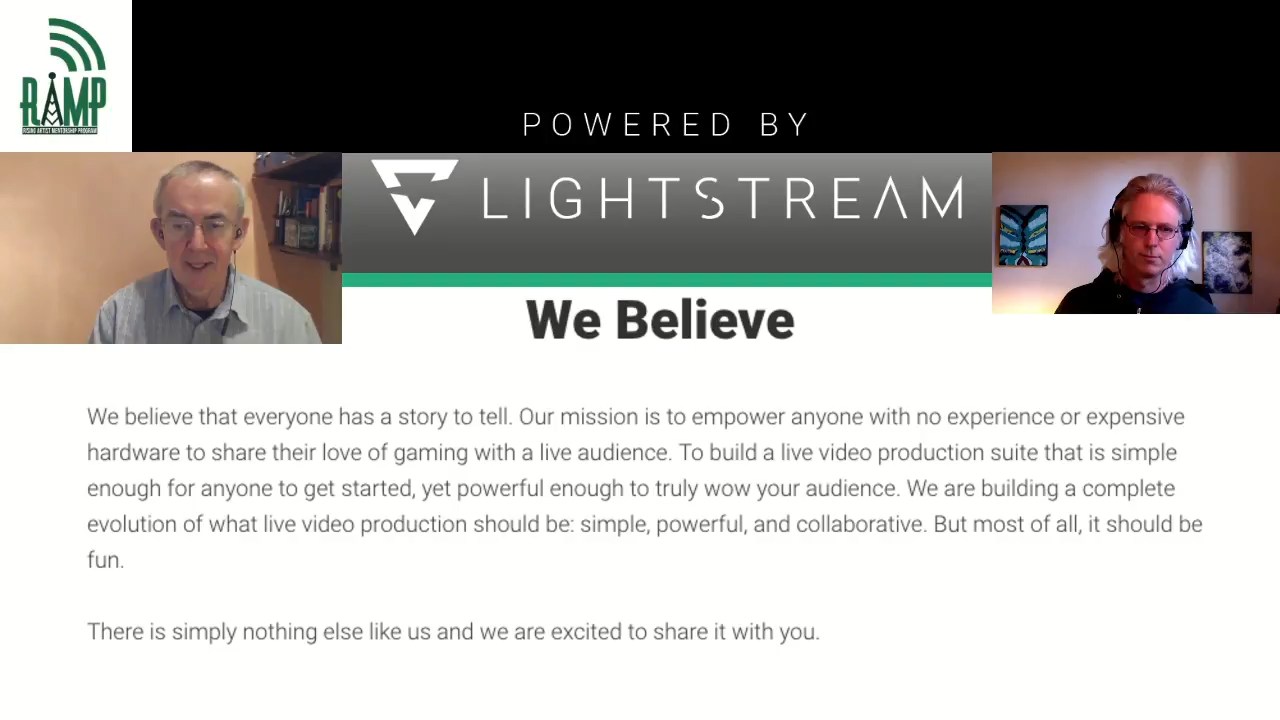 RAMP
RISING ARTIST MENTORSHIP PROGRAM
POWERED BY
LIGHTSTREAM
We Believe
We believe that everyone has a story to tell. Our mission is to empower anyone with no experience or expensive
hardware to share their love of gaming with a live audience. To build a live video production suite that is simple
enough for anyone to get started, yet powerful enough to truly wow your audience. We are building a complete
evolution of what live video production should be: simple, powerful, and collaborative. But most of all, it should be
fun.
There is simply nothing else like us and we are excited to share it with you.